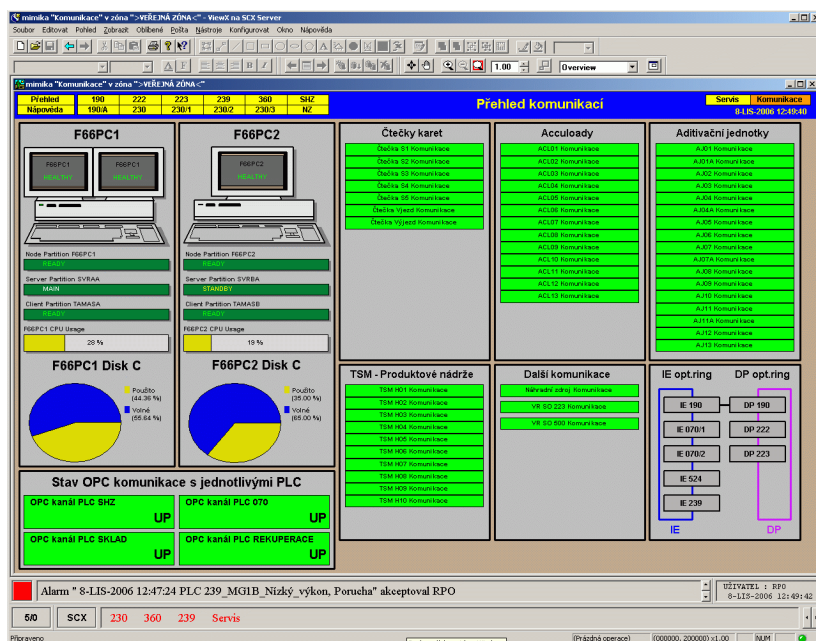 mimika "Komunikace" v zóna ">VEŘEJNÁ ZÓNA<" - ViewX na SCX Server
Soubor Editovat Pohled Zobrazt Oblíbené Pošta Nástroje Konfigurovat Okno Nápověda
1.00 Overview
mimika "Komunikace" v zóna ">VEŘEJNÁ ZÓNA<"
Přehled 190 222 223 239 360 SHZ
Nápověda 190/A 230 230/1 230/2 230/3 NZ
Přehled komunikací
Servis Komunikace
8-LIS-2006 12:49:40
F66PC1
F66PC1 F66PC1
HEALTHY HEALTHY
Node Partition F66PC1
READY
Server Partition SVRAA
MAIN
Client Partition TAMASA
READY
F66PC1 CPU Usage
28 %
F66PC1 Disk C
Použito
(44.36 %)
Volné
(55.64 %)
F66PC2
F66PC2
HEALTHY
Node Partition F66PC2
READY
Server Partition SVRBA
STANDBY
Client Partition TAMASB
READY
F66PC2 CPU Usage
19 %
F66PC2 Disk C
Použito
(35.00 %)
Volné
(65.00 %)
Stav OPC komunikace s jednotlivými PLC
OPC kanál PLC SHZ
UP
OPC kanál PLC 070
UP
OPC kanál PLC SKLAD
UP
OPC kanál PLC REKUPERACE
UP
Čtečky karet
Čtečka S1 Komunikace
Čtečka S2 Komunikace
Čtečka S3 Komunikace
Čtečka S4 Komunikace
Čtečka S5 Komunikace
Čtečka Vjezd Komunikace
Čtečka Výjezd Komunikace
Acculoady
ACL01 Komunikace
ACL02 Komunikace
ACL03 Komunikace
ACL04 Komunikace
ACL05 Komunikace
ACL06 Komunikace
ACL07 Komunikace
ACL08 Komunikace
ACL09 Komunikace
ACL10 Komunikace
ACL11 Komunikace
ACL12 Komunikace
ACL13 Komunikace
Aditivační jednotky
AJ01 Komunikace
AJ01A Komunikace
AJ02 Komunikace
AJ03 Komunikace
AJ04 Komunikace
AJ04A Komunikace
AJ05 Komunikace
AJ06 Komunikace
AJ07 Komunikace
AJ07A Komunikace
AJ08 Komunikace
AJ09 Komunikace
AJ10 Komunikace
AJ11 Komunikace
AJ11A Komunikace
AJ12 Komunikace
AJ13 Komunikace
TSM - Produktové nádrže
TSM H01 Komunikace
TSM H02 Komunikace
TSM H03 Komunikace
TSM H04 Komunikace
TSM H05 Komunikace
TSM H06 Komunikace
TSM H07 Komunikace
TSM H08 Komunikace
TSM H09 Komunikace
TSM H10 Komunikace
Další komunikace
Náhradní zdroj Komunikace
VR SO 223 Komunikace
VR SO 500 Komunikace
IE opt.ring DP opt.ring
IE 190 DP 190
IE 070/1 DP 222
IE 070/2 DP 223
IE 524
IE 239
IE DP
Alarm " 8-LIS-2006 12:47:24 PLC 239_MG1B_Nízký_výkon, Porucha" akceptoval RPO
UŽIVATEL : RPO
8-LIS-2006 12:49:42
5/0 SCX 230 360 239 Servis
Připraveno
(Prázdná operace) (000000, 200000) x1.00 NUM